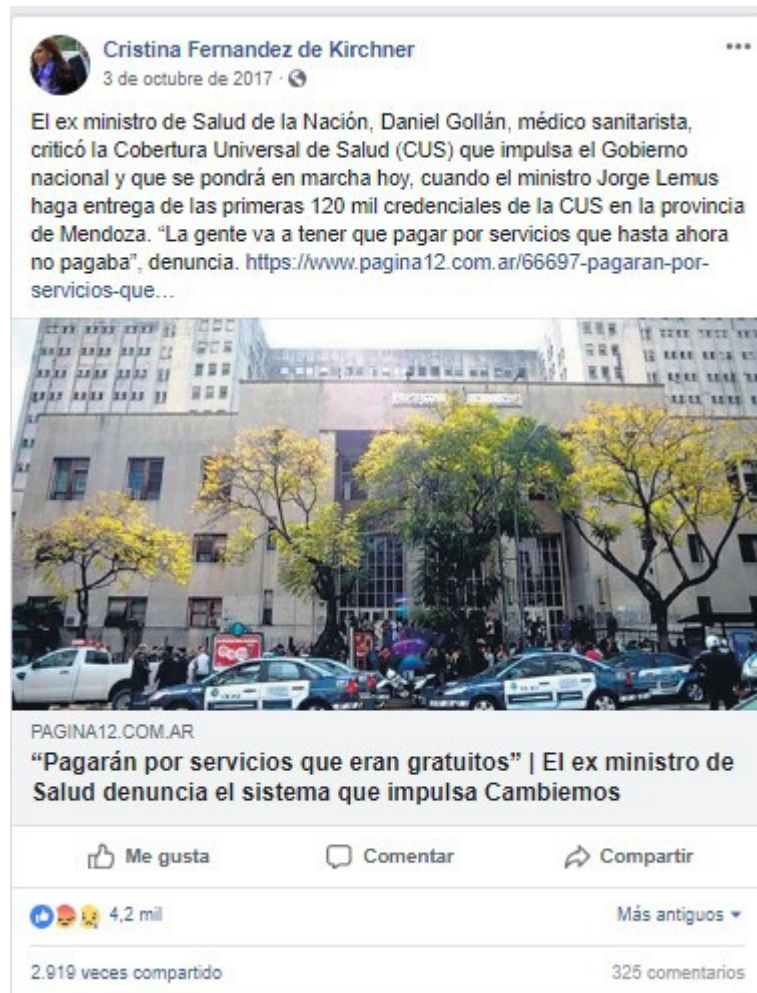 Cristina Fernandez de Kirchner
3 de octubre de 2017 ·
El ex ministro de Salud de la Nación, Daniel Gollán, médico sanitarista,
criticó la Cobertura Universal de Salud (CUS) que impulsa el Gobierno
nacional y que se pondrá en marcha hoy, cuando el ministro Jorge Lemus
haga entrega de las primeras 120 mil credenciales de la CUS en la provincia
de Mendoza. “La gente va a tener que pagar por servicios que hasta ahora
no pagaba”, denuncia. https://www.pagina12.com.ar/66697-pagaran-por-
servicios-que…
PAGINA12.COM.AR
“Pagarán por servicios que eran gratuitos” | El ex ministro de
Salud denuncia el sistema que impulsa Cambiemos
Me gusta
Comentar
Compartir
4,2 mil
Más antiguos
2.919 veces compartido
325 comentarios